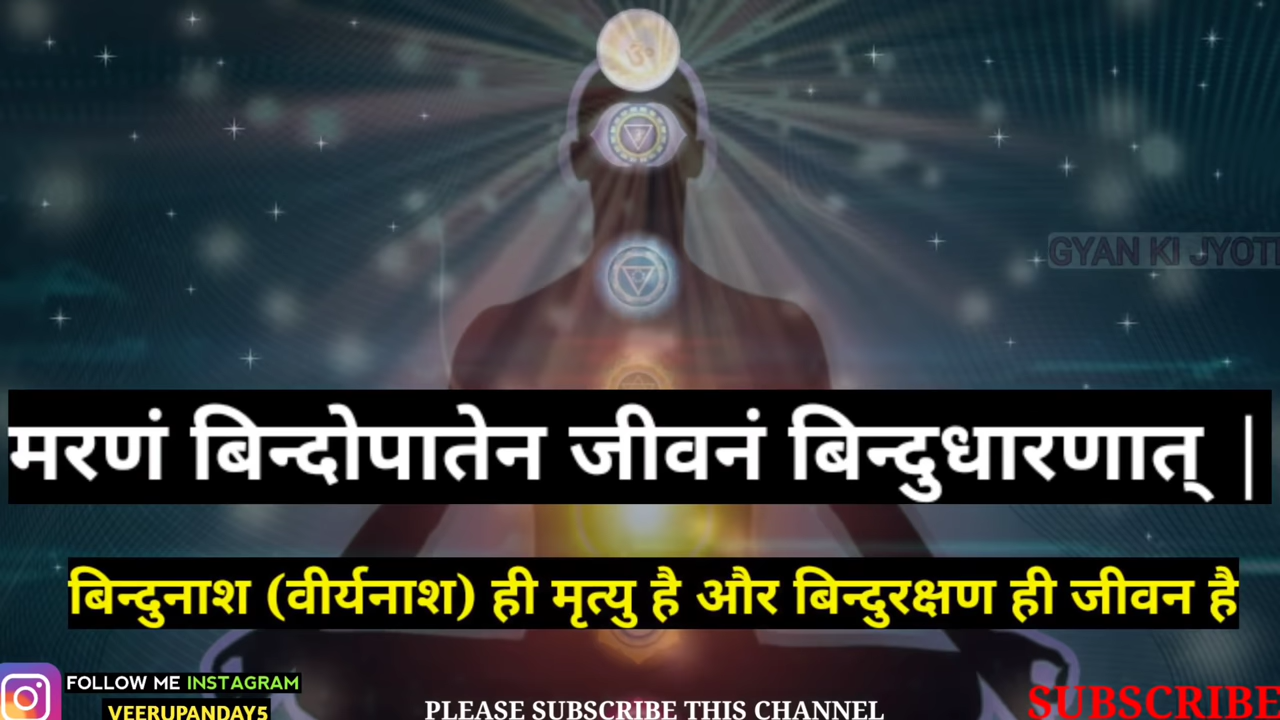 GYAN KI JYOTI
मरणं बिन्दोपातेन जीवनं बिन्दुधारणात् |
बिन्दुनाश (वीर्यनाश) ही मृत्यु है और बिन्दुरक्षण ही जीवन है
FOLLOW ME INSTAGRAM
VEERUPANDAY5
PLEASE SUBSCRIBE THIS CHANNEL
SUBSCRIBE